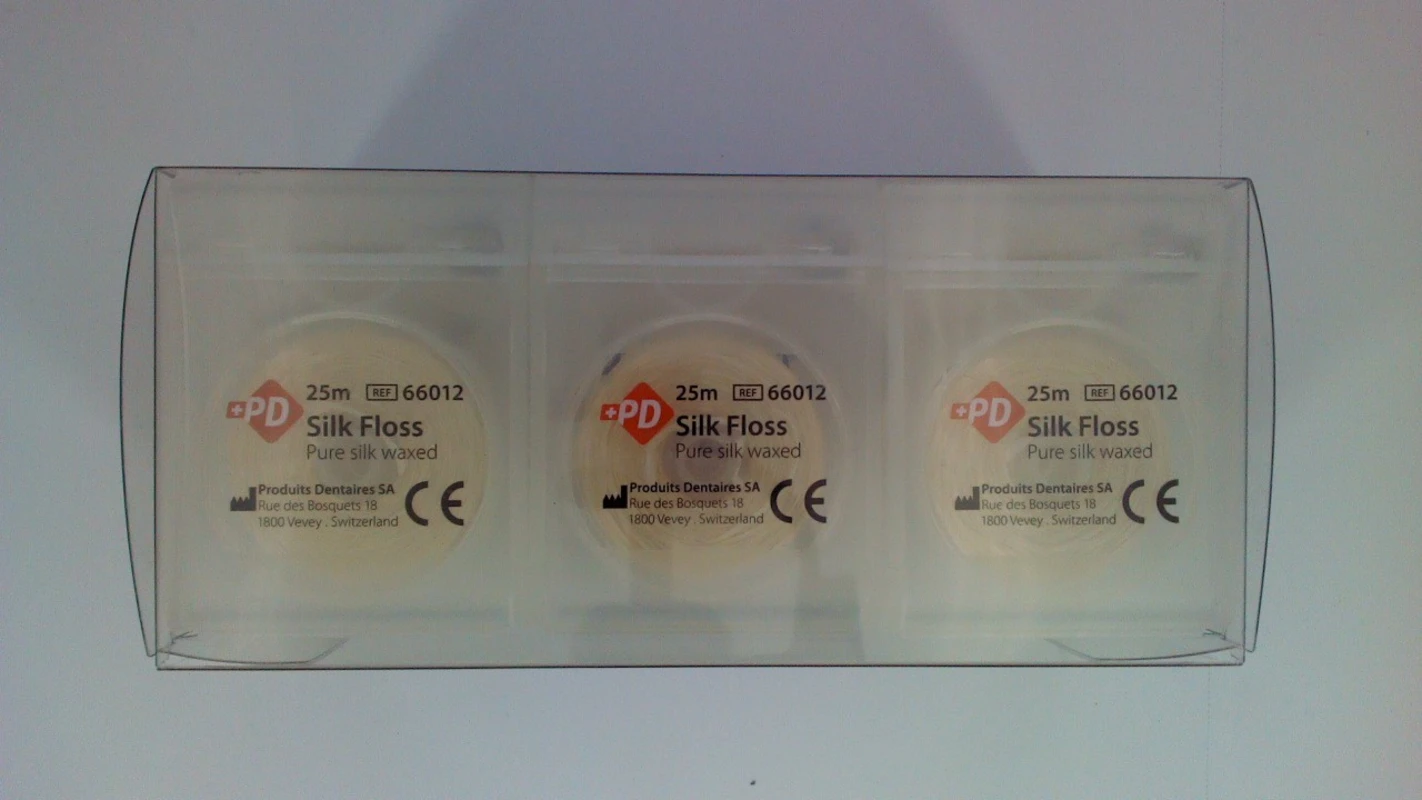 +PD
25m REF 66012
Silk Floss
Pure silk waxed
Produits Dentaires SA
Rue des Bosquets 18
1800 Vevey . Switzerland
CE
+PD
25m REF 66012
Silk Floss
Pure silk waxed
Produits Dentaires SA
Rue des Bosquets 18
1800 Vevey . Switzerland
CE
+PD
25m REF 66012
Silk Floss
Pure silk waxed
Produits Dentaires SA
Rue des Bosquets 18
1800 Vevey . Switzerland
CE